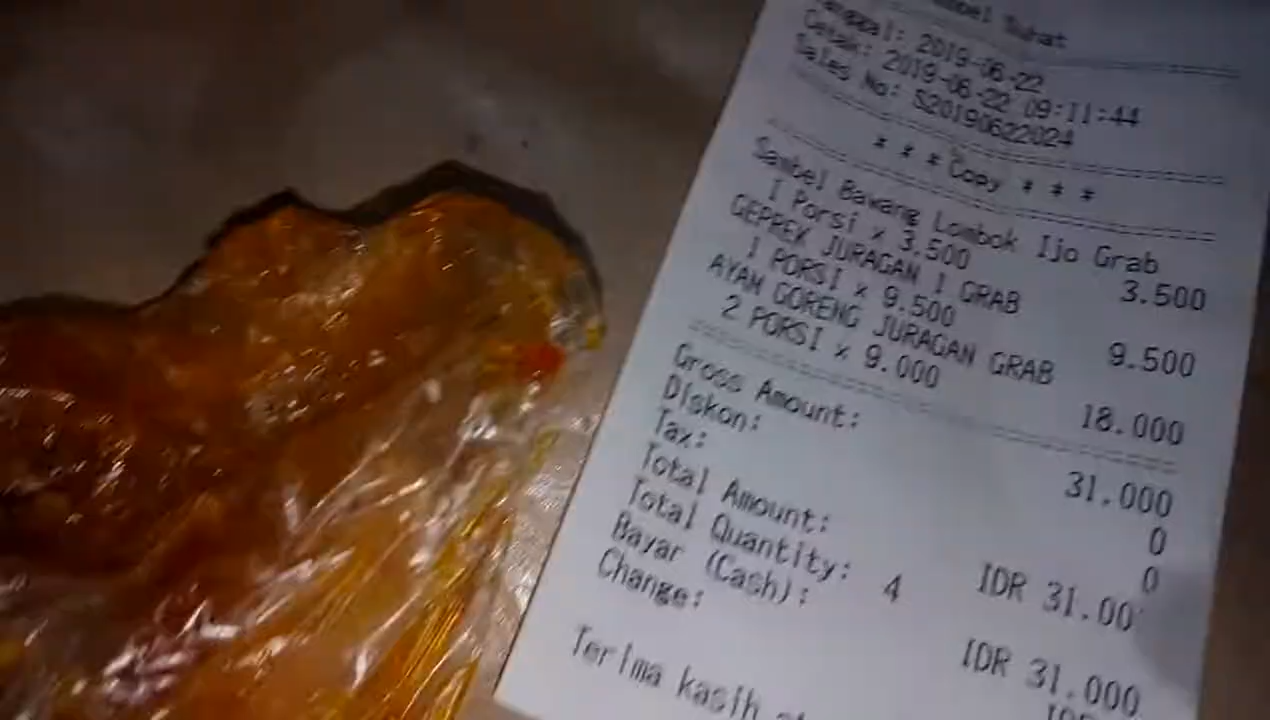 Tanggal: 2019-06-22
Cetak: 2019-06-22 09:11:44
Sales No: S20190622024
* * * Copy * * *
Sambel Bawang Lombok Ijo Grab
1 Porsi x 3.500 3.500
GEPREK JURAGAN 1 GRAB
1 PORSI x 9.500 9.500
AYAM GORENG JURAGAN GRAB
2 PORSI x 9.000 18.000
Gross Amount: 31.000
Diskon: 0
Tax: 0
Total Amount: IDR 31.00
Total Quantity: 4
Bayar (Cash): IDR 31.000
Change: IDR
Terima kasih